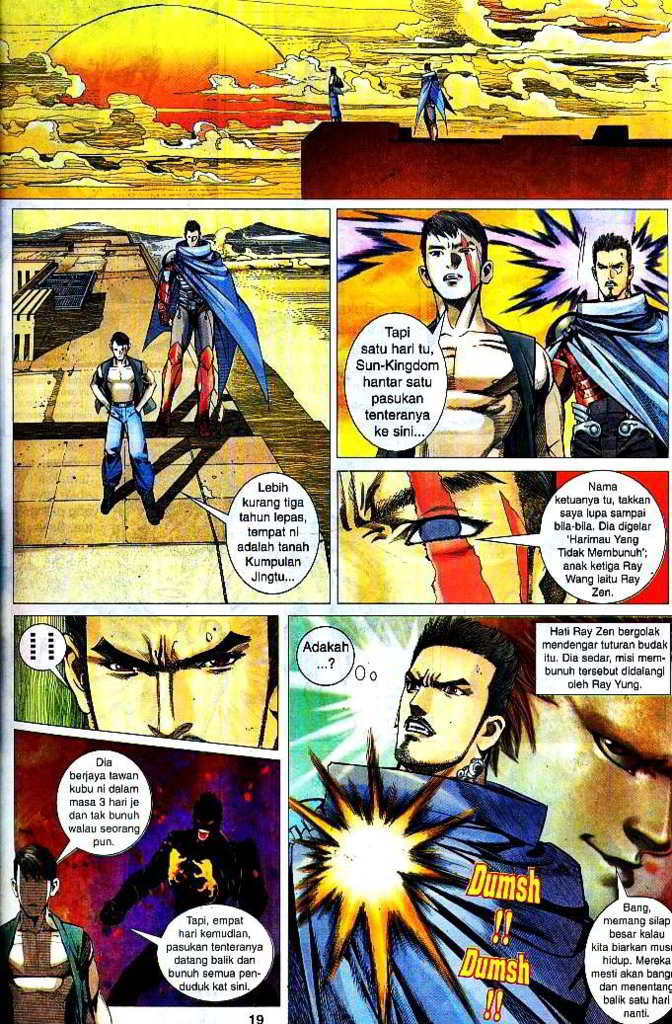 Lebih
kurang tiga
tahun lepas,
tempat ni
adalah tanah
Kumpulan
Jingtu...
Tapi
satu hari tu,
Sun-Kingdom
hantar satu
pasukan
tenteranya
ke sini...
Nama
ketuanya tu, takkan
saya lupa sampai
bila-bila. Dia digelar
'Harimau Yang
Tidak Membunuh';
anak ketiga Ray
Wang laitu Ray
Zen.
!!
Adakah
...?
Hati Ray Zen bergolak
mendengar tuturan budak
itu. Dia sedar, misi mem-
bunuh tersebut didalangi
oleh Ray Yung.
Dia
berjaya tawan
kubu ni dalam
masa 3 hari je
dan tak bunuh
walau seorang
pun.
Tapi, empat
hari kemudian,
pasukan tenteranya
datang balik dan
bunuh semua pen-
duduk kat sini.
Dumsh
!!
Dumsh
!!
Bang,
memang silap
besar kalau
kita biarkan
hidup. Mereka
mesti akan
dan menentang
balik satu hari
nanti.
19